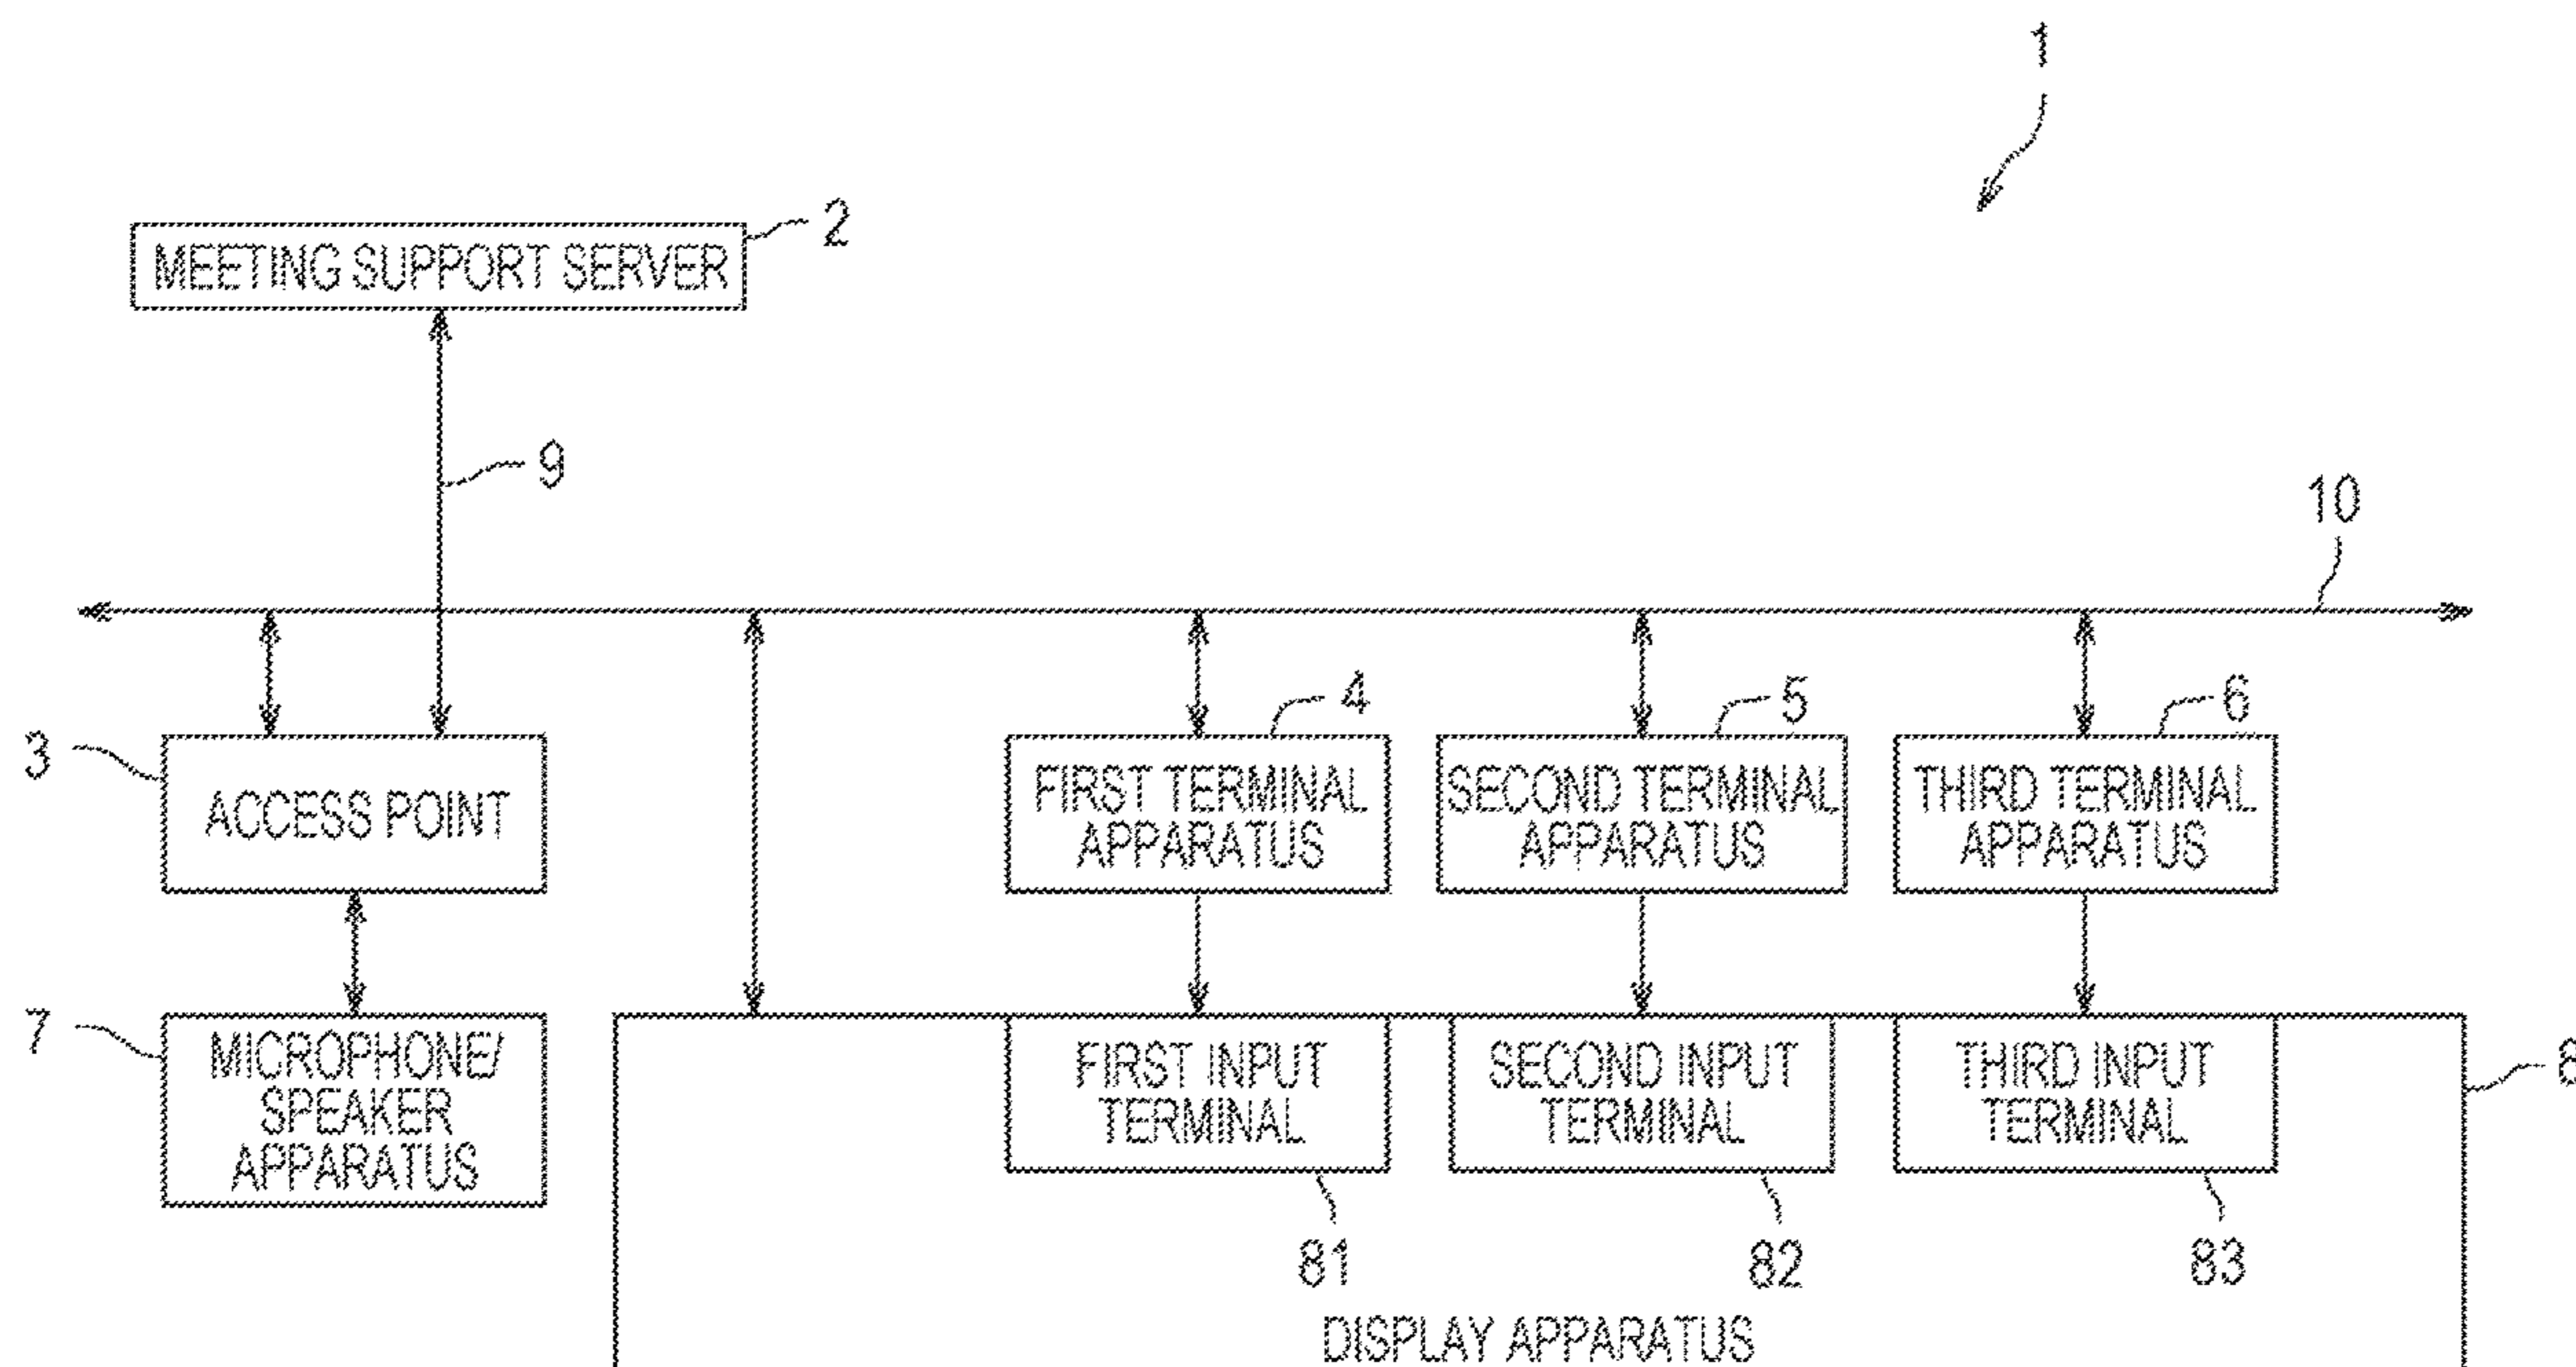 1
2
MEETING SUPPORT SERVER
9
10
4
5
6
3
ACCESS POINT
FIRST TERMINAL
APPARATUS
SECOND TERMINAL
APPARATUS
THIRD TERMINAL
APPARATUS
7
MICROPHONE/
SPEAKER
APPARATUS
FIRST INPUT
TERMINAL
SECOND INPUT
TERMINAL
THIRD INPUT
TERMINAL
8
81
82
83
DISPLAY APPARATUS